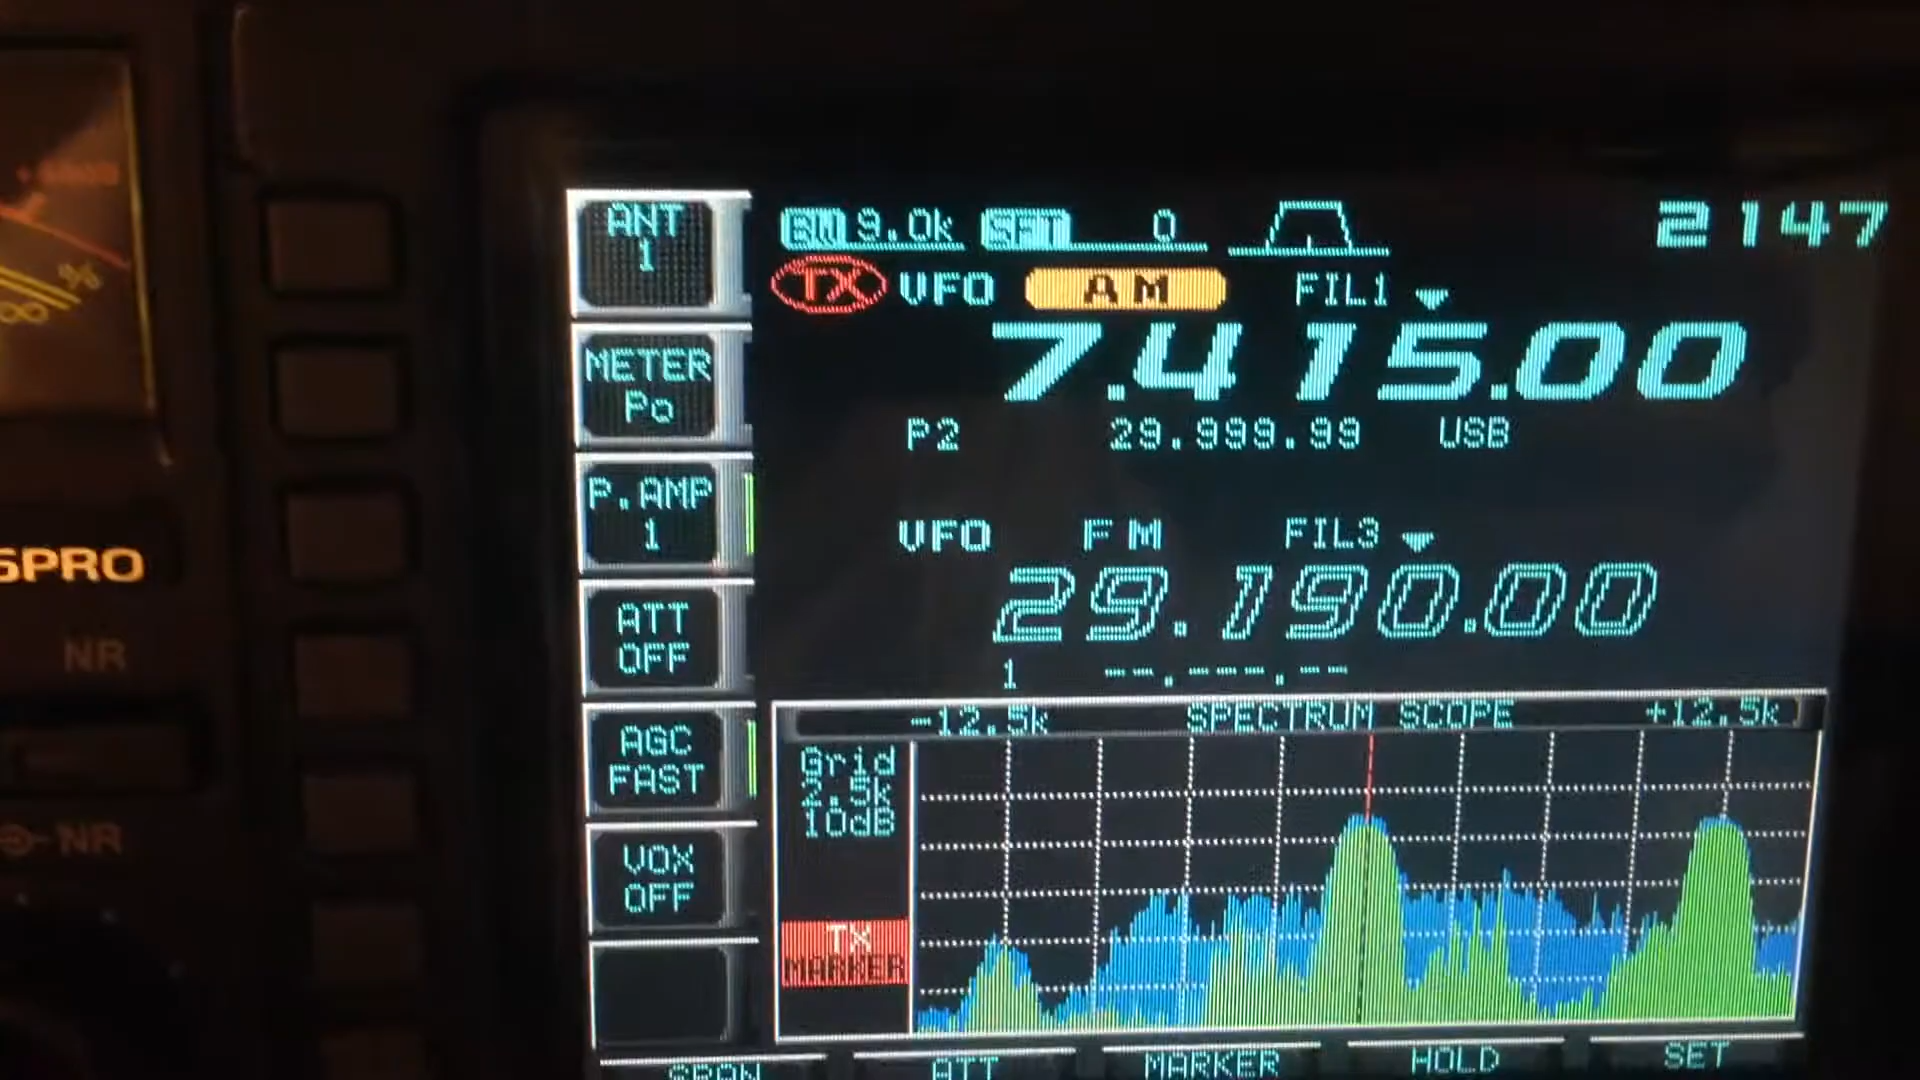 ANT
1
METER
Po
P.AMP
1
ATT
OFF
AGC
FAST
VOX
OFF
BW 9.0k SFT 0
2147
TX VFO AM FIL1
7.415.00
P2 29.999.99 USB
VFO FM FIL3
29.190.00
1 --.---.--
-12.5k SPECTRUM SCOPE +12.5k
Grid
2.5k
10dB
TX
MARKER
SPAN ATT MARKER HOLD SET
%
6PRO
NR
NR